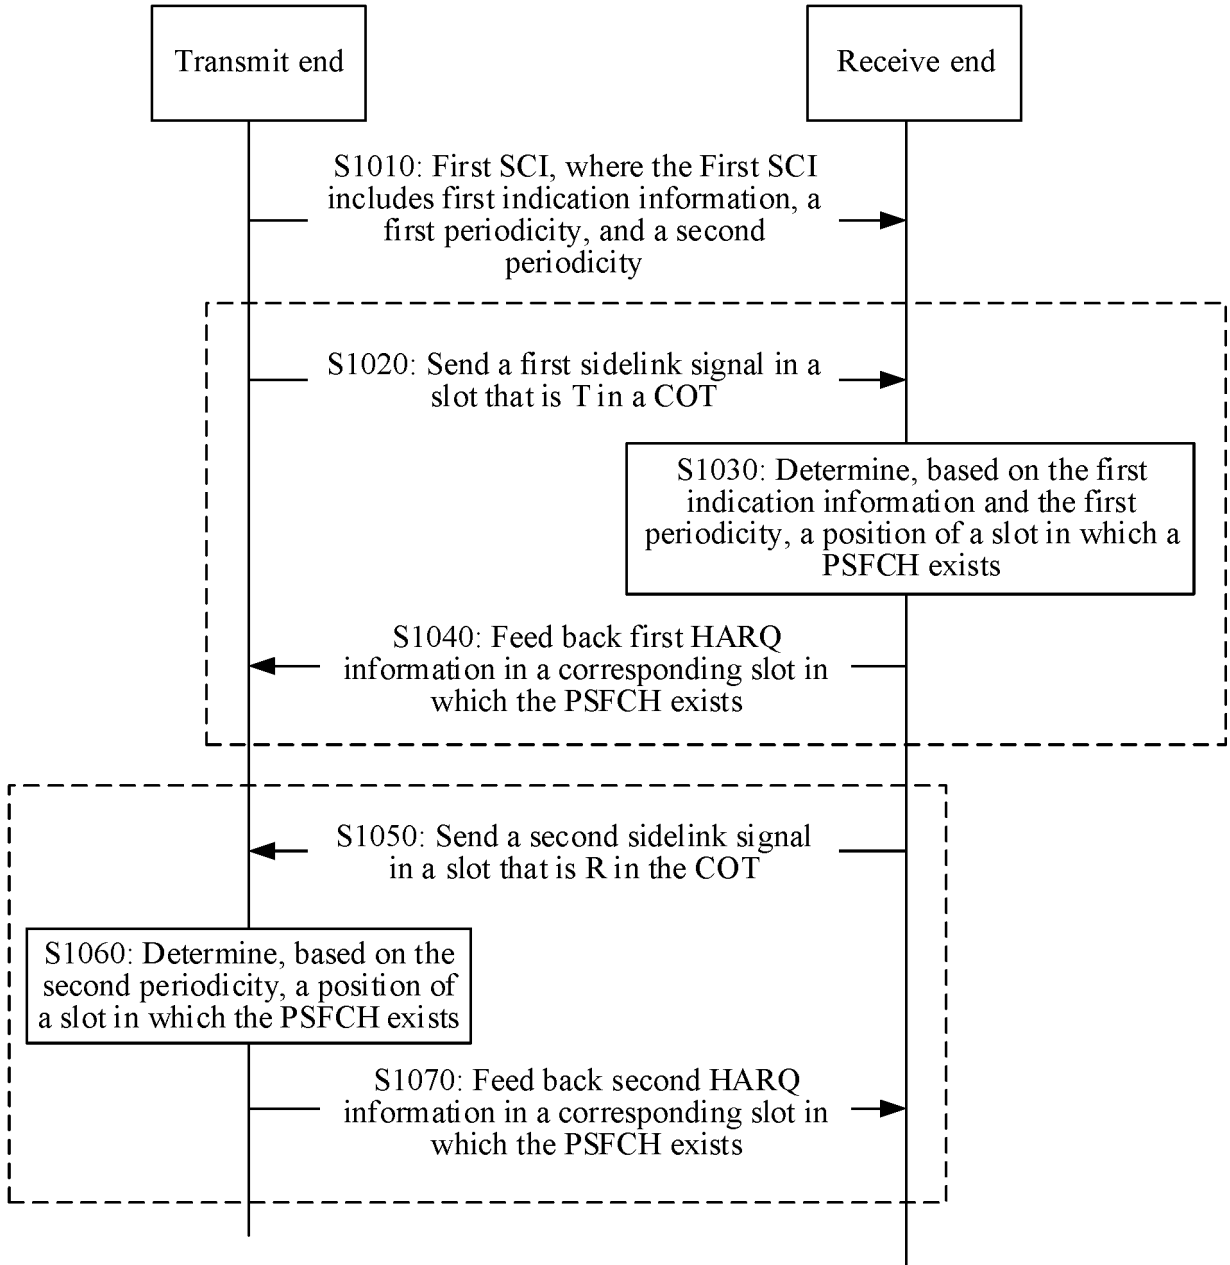 Transmit end
Receive end
S1010: First SCI, where the First SCI
includes first indication information, a
first periodicity, and a second
periodicity
S1020: Send a first sidelink signal in a
slot that is T in a COT
S1030: Determine, based on the first
indication information and the first
periodicity, a position of a slot in which a
PSFCH exists
S1040: Feed back first HARQ
information in a corresponding slot in
which the PSFCH exists
S1050: Send a second sidelink signal
in a slot that is R in the COT
S1060: Determine, based on the
second periodicity, a position of
a slot in which the PSFCH exists
S1070: Feed back second HARQ
information in a corresponding slot in
which the PSFCH exists